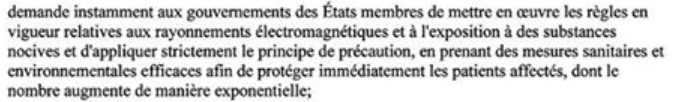 demande instamment aux gouvernements des États membres de mettre en œuvre les règles en
vigueur relatives aux rayonnements électromagnétiques et à l'exposition à des substances
nocives et d'appliquer strictement le principe de précaution, en prenant des mesures sanitaires et
environnementales efficaces afin de protéger immédiatement les patients affectés, dont le
nombre augmente de manière exponentielle;